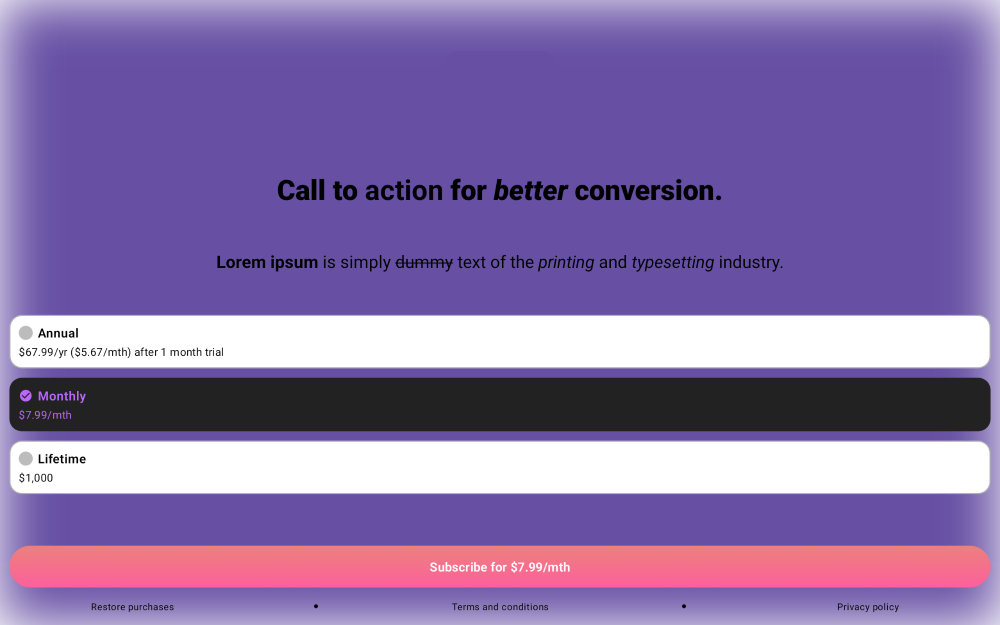 Call to action for better conversion.
Lorem ipsum is simply dummy text of the printing and typesetting industry.
Annual
$67.99/yr ($5.67/mth) after 1 month trial
Monthly
$7.99/mth
Lifetime
$1,000
Subscribe for $7.99/mth
Restore purchases • Terms and conditions • Privacy policy